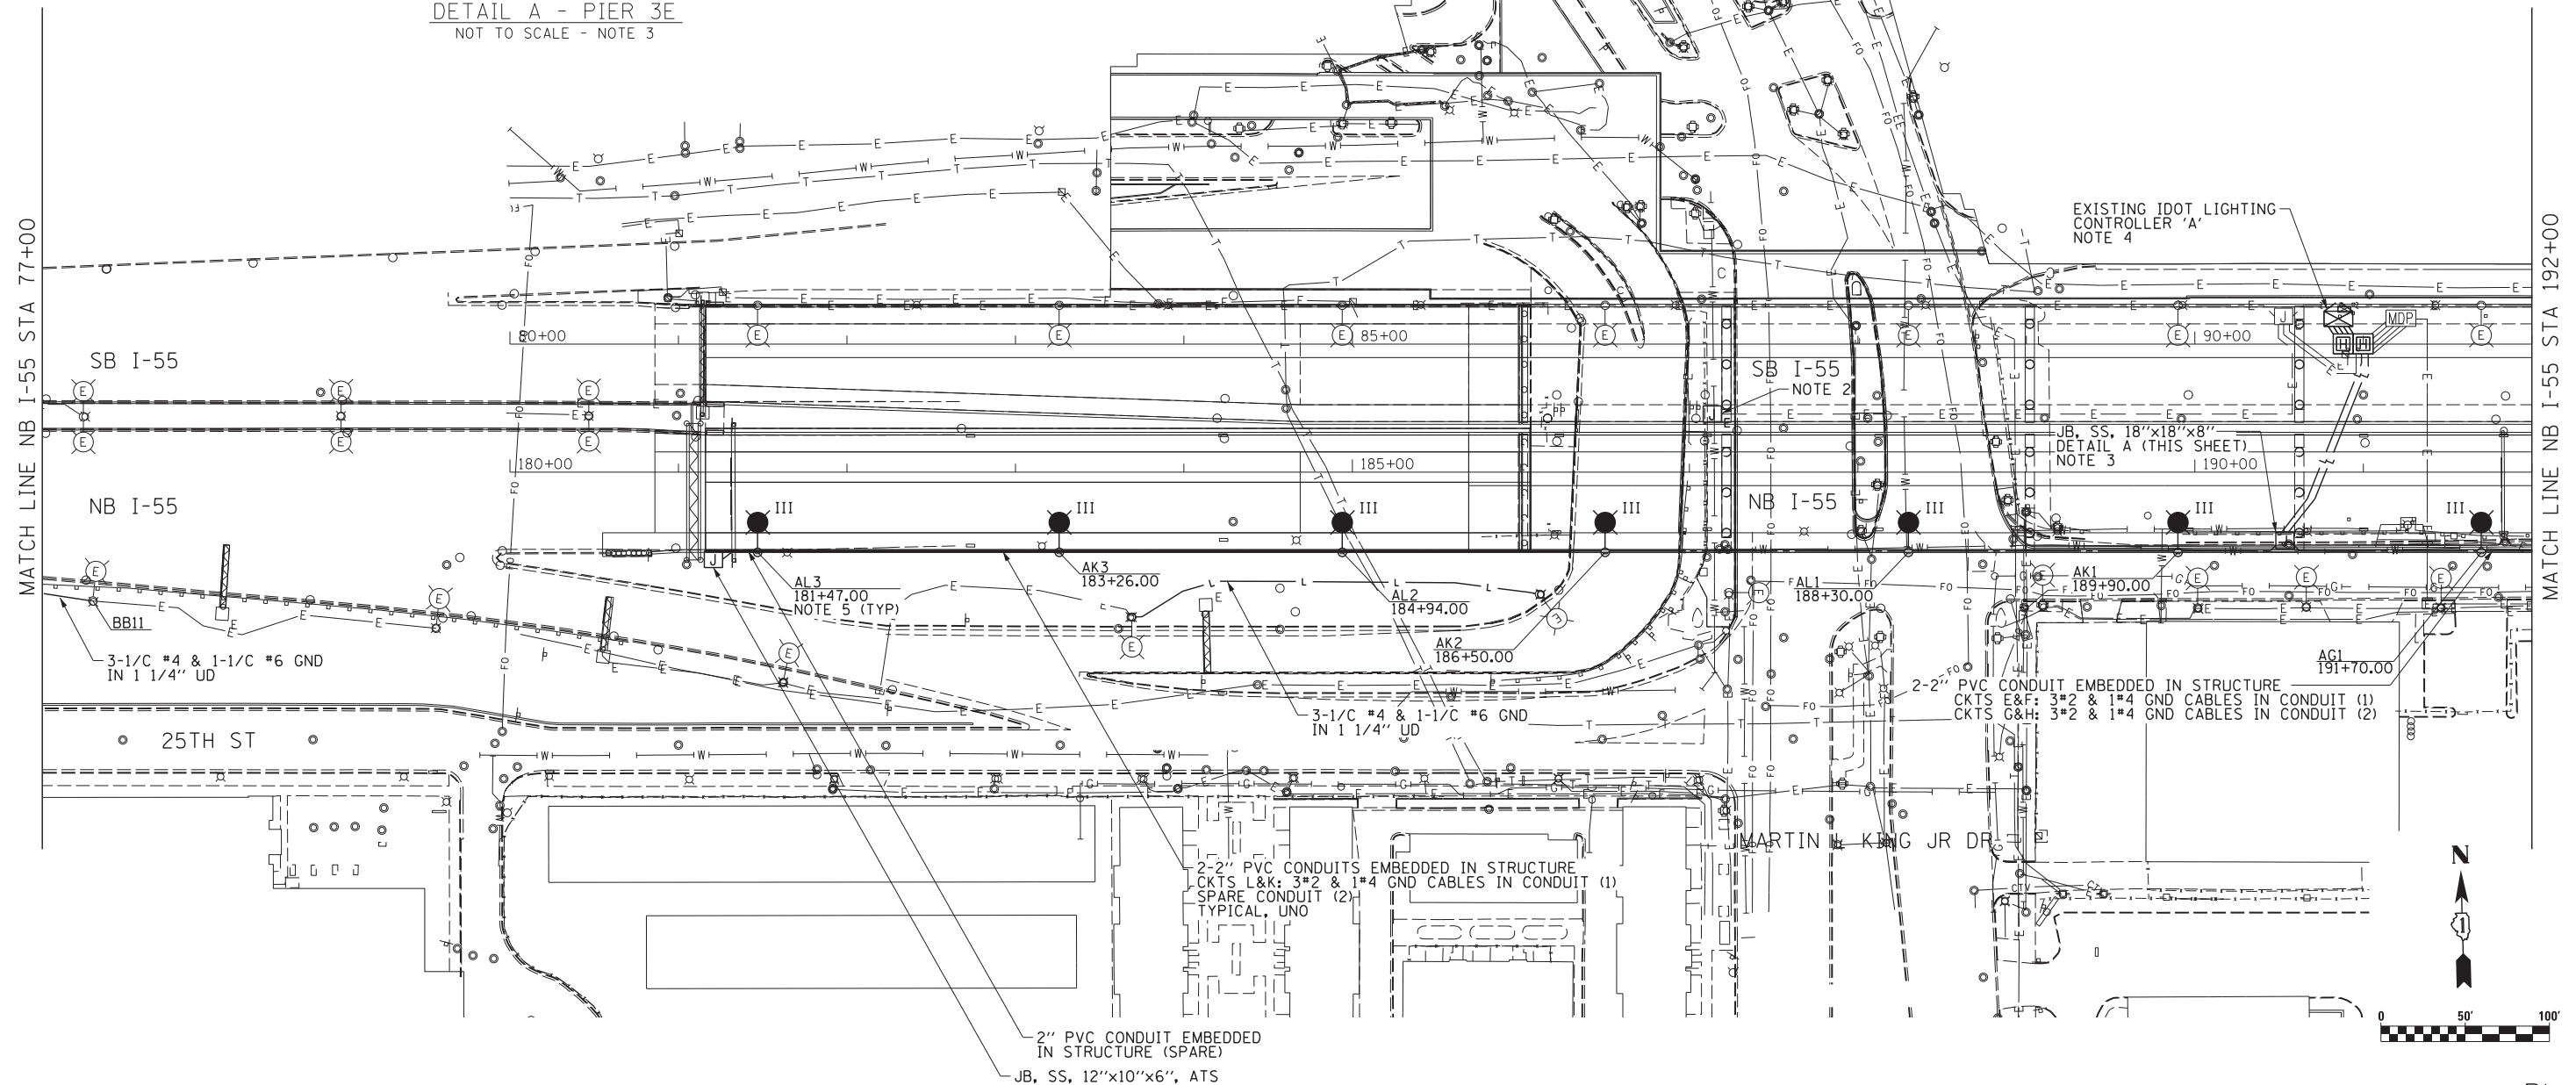 DETAIL A - PIER 3E
NOT TO SCALE - NOTE 3
MATCH LINE NB I-55 STA 77+00
MATCH LINE NB I-55 STA 192+00
EXISTING IDOT LIGHTING
CONTROLLER 'A'
NOTE 4
MDP
J
80+00
85+00
90+00
SB I-55
SB I-55
NOTE 2
JB, SS, 18"x18"x8"
DETAIL A (THIS SHEET)
NOTE 3
180+00
185+00
190+00
NB I-55
NB I-55
III
III
III
III
III
III
III
J
AL3
181+47.00
NOTE 5 (TYP)
AK3
183+26.00
AL2
184+94.00
AK2
186+50.00
AL1
188+30.00
AK1
189+90.00
AG1
191+70.00
BB11
3-1/C #4 & 1-1/C #6 GND
IN 1 1/4" UD
3-1/C #4 & 1-1/C #6 GND
IN 1 1/4" UD
2-2" PVC CONDUIT EMBEDDED IN STRUCTURE
CKTS E&F: 3#2 & 1#4 GND CABLES IN CONDUIT (1)
CKTS G&H: 3#2 & 1#4 GND CABLES IN CONDUIT (2)
25TH ST
MARTIN L KING JR DR
2-2" PVC CONDUITS EMBEDDED IN STRUCTURE
CKTS L&K: 3#2 & 1#4 GND CABLES IN CONDUIT (1)
SPARE CONDUIT (2)
TYPICAL, UNO
CTV
N
1
0 50' 100'
2" PVC CONDUIT EMBEDDED
IN STRUCTURE (SPARE)
JB, SS, 12"x10"x6", ATS